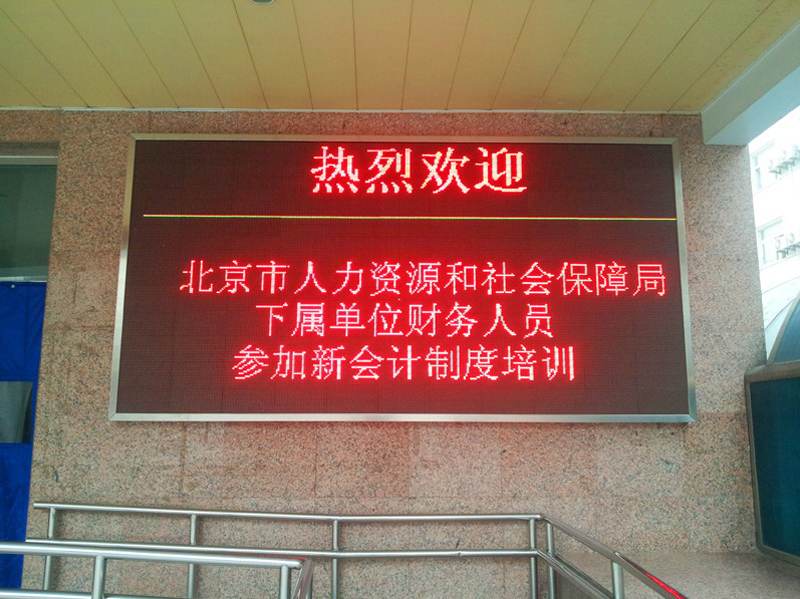 热烈欢迎
北京市人力资源和社会保障局
下属单位财务人员
参加新会计制度培训